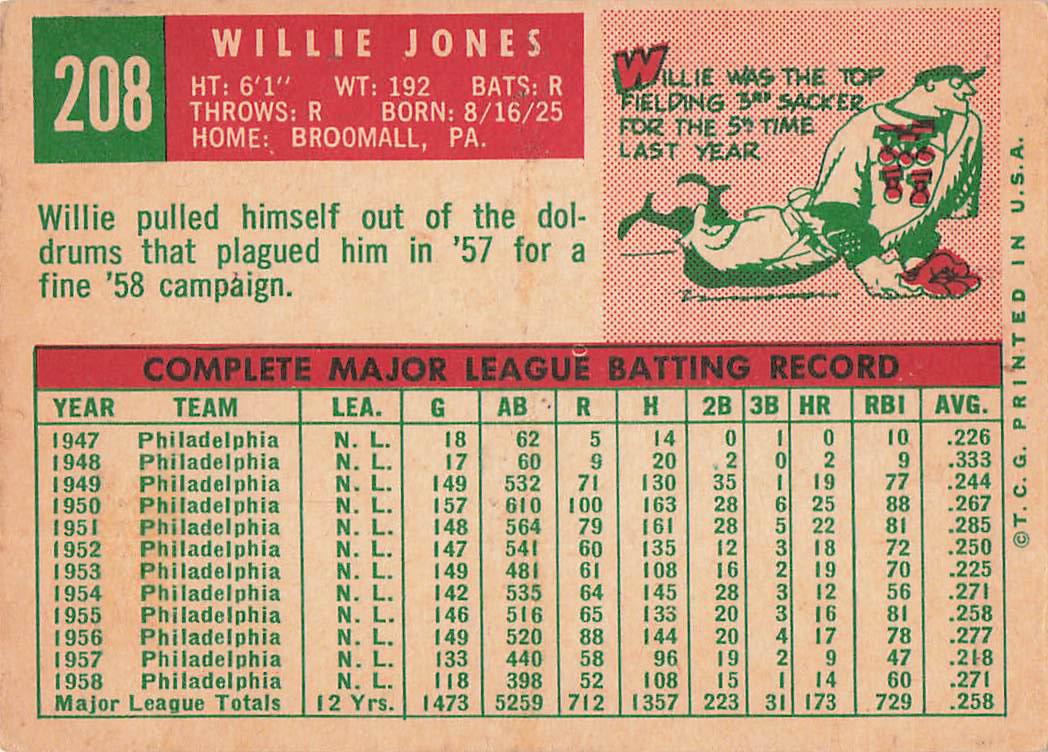 208
WILLIE JONES
HT: 6'1" WT: 192 BATS: R
THROWS: R BORN: 8/16/25
HOME: BROOMALL, PA.
WILLIE WAS THE TOP
FIELDING 3RD SACKER
FOR THE 5TH TIME
LAST YEAR
Willie pulled himself out of the dol-
drums that plagued him in '57 for a
fine '58 campaign.
COMPLETE MAJOR LEAGUE BATTING RECORD
YEAR TEAM LEA. G AB R H 2B 3B HR RBI AVG.
1947 Philadelphia N. L. 18 62 5 14 0 1 0 10 .226
1948 Philadelphia N. L. 17 60 9 20 2 0 2 9 .333
1949 Philadelphia N. L. 149 532 71 130 35 1 19 77 .244
1950 Philadelphia N. L. 157 610 100 163 28 6 25 88 .267
1951 Philadelphia N. L. 148 564 79 161 28 5 22 81 .285
1952 Philadelphia N. L. 147 541 60 135 12 3 18 72 .250
1953 Philadelphia N. L. 149 481 61 108 16 2 19 70 .225
1954 Philadelphia N. L. 142 535 64 145 28 3 12 56 .271
1955 Philadelphia N. L. 146 516 65 133 20 3 16 81 .258
1956 Philadelphia N. L. 149 520 88 144 20 4 17 78 .277
1957 Philadelphia N. L. 133 440 58 96 19 2 9 47 .218
1958 Philadelphia N. L. 118 398 52 108 15 1 14 60 .271
Major League Totals 12 Yrs. 1473 5259 712 1357 223 31 173 729 .258
©T. C. G. PRINTED IN U.S.A.